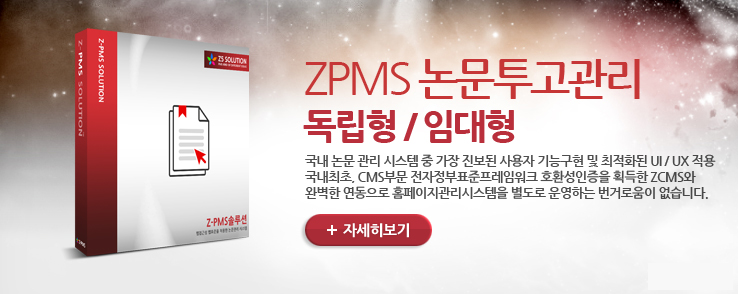 Z-PMS SOLUTION
Z- PMS SOLUTION
ZS SOLUTION
Z-PMS솔루션
ZPMS 논문투고관리
독립형 / 임대형
국내 논문 관리 시스템 중 가장 진보된 사용자 기능구현 및 최적화된 UI / UX 적용
국내최초, CMS부문 전자정부표준프레임워크 호환성인증을 획득한 ZCMS와
완벽한 연동으로 홈페이지관리시스템을 별도로 운영하는 번거로움이 없습니다.
+ 자세히보기